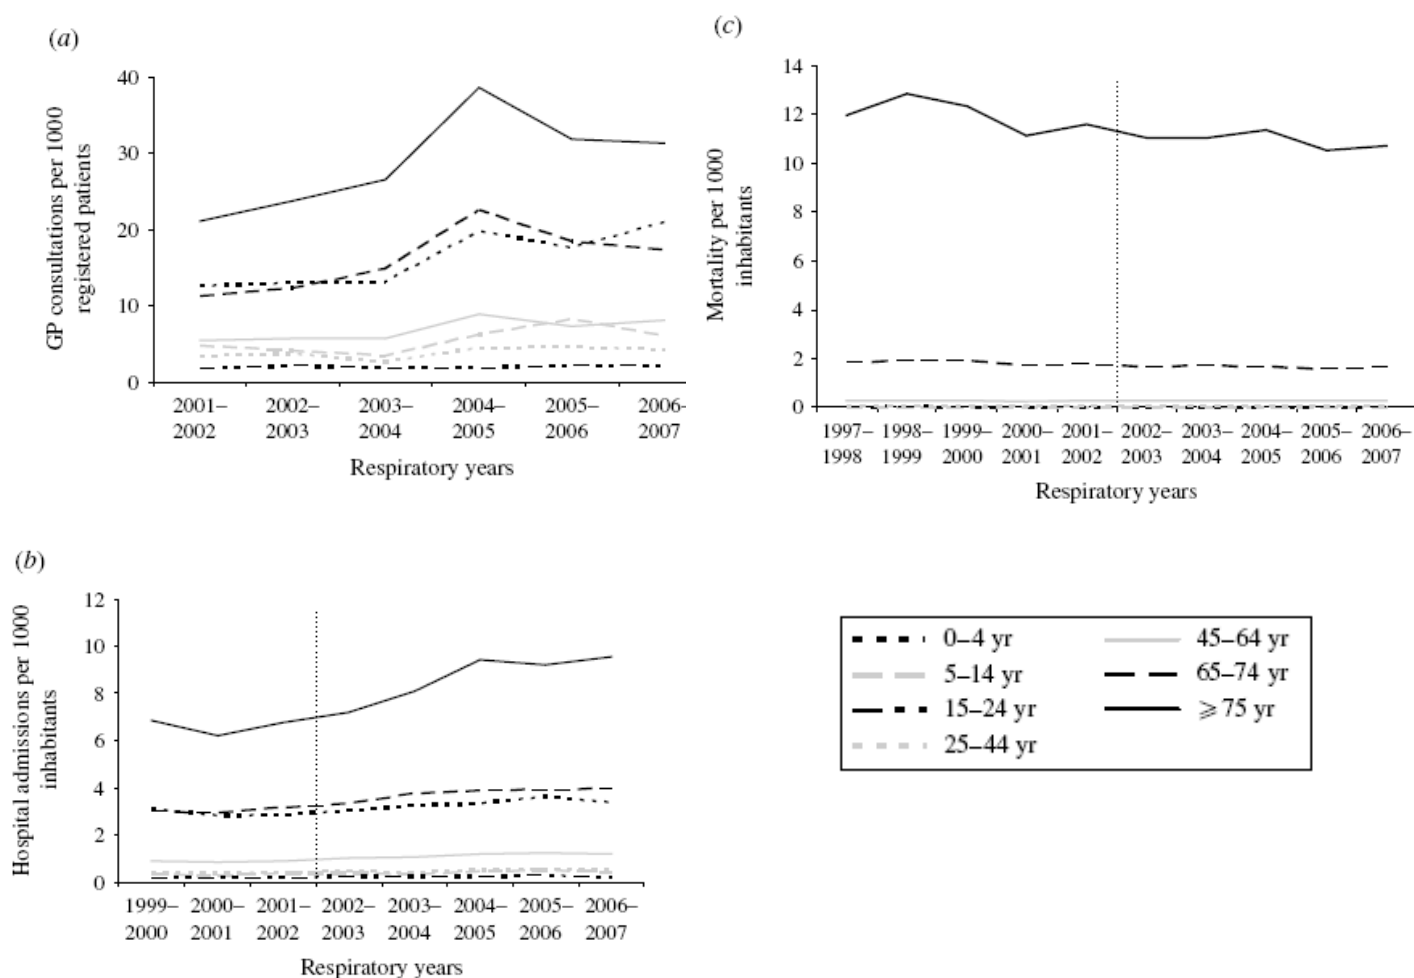 (a)
GP consultations per 1000
registered patients
40
30
20
10
0
2001– 2002– 2003– 2004– 2005– 2006-
2002 2003 2004 2005 2006 2007
Respiratory years
(c)
Mortality per 1000
inhabitants
14
12
10
8
6
4
2
0
1997– 1998– 1999– 2000– 2001– 2002– 2003– 2004– 2005– 2006–
1998 1999 2000 2001 2002 2003 2004 2005 2006 2007
Respiratory years
(b)
Hospital admissions per 1000
inhabitants
12
10
8
6
4
2
0
1999– 2000– 2001– 2002– 2003– 2004– 2005– 2006–
2000 2001 2002 2003 2004 2005 2006 2007
Respiratory years
0–4 yr
5–14 yr
15–24 yr
25–44 yr
45–64 yr
65–74 yr
⩾75 yr